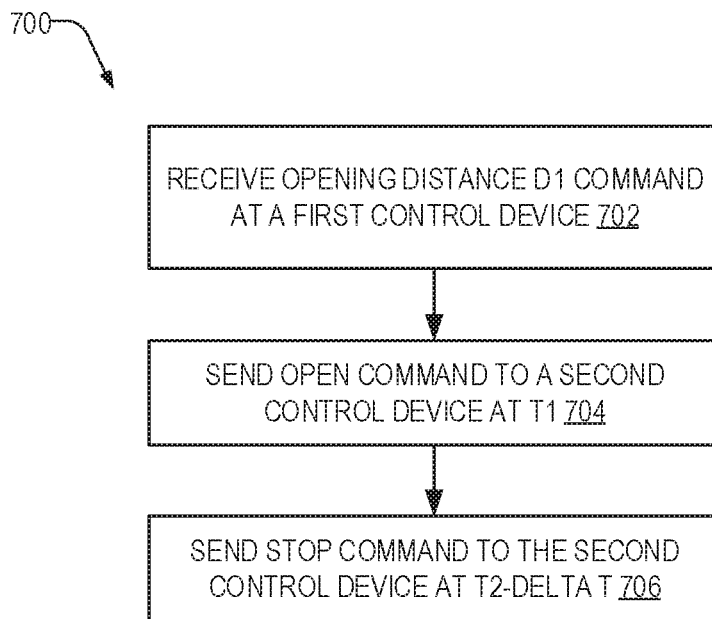 700
RECEIVE OPENING DISTANCE D1 COMMAND
AT A FIRST CONTROL DEVICE 702
SEND OPEN COMMAND TO A SECOND
CONTROL DEVICE AT T1 704
SEND STOP COMMAND TO THE SECOND
CONTROL DEVICE AT T2-DELTA T 706